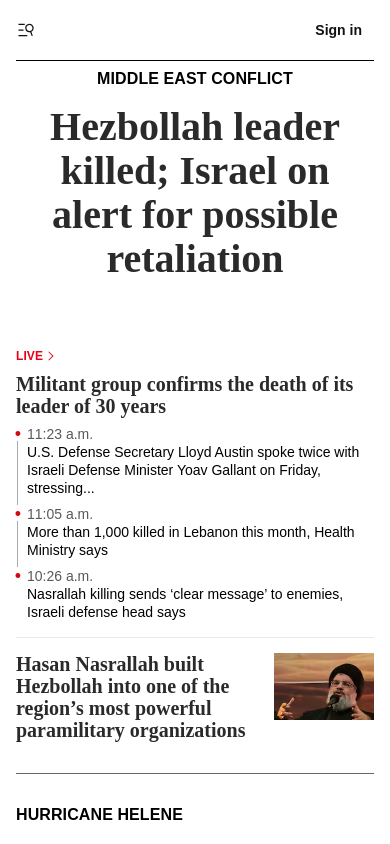 Sign in
MIDDLE EAST CONFLICT
Hezbollah leader
killed; Israel on
alert for possible
retaliation
LIVE
Militant group confirms the death of its
leader of 30 years
11:23 a.m.
U.S. Defense Secretary Lloyd Austin spoke twice with
Israeli Defense Minister Yoav Gallant on Friday,
stressing...
11:05 a.m.
More than 1,000 killed in Lebanon this month, Health
Ministry says
10:26 a.m.
Nasrallah killing sends ‘clear message’ to enemies,
Israeli defense head says
Hasan Nasrallah built
Hezbollah into one of the
region’s most powerful
paramilitary organizations
HURRICANE HELENE